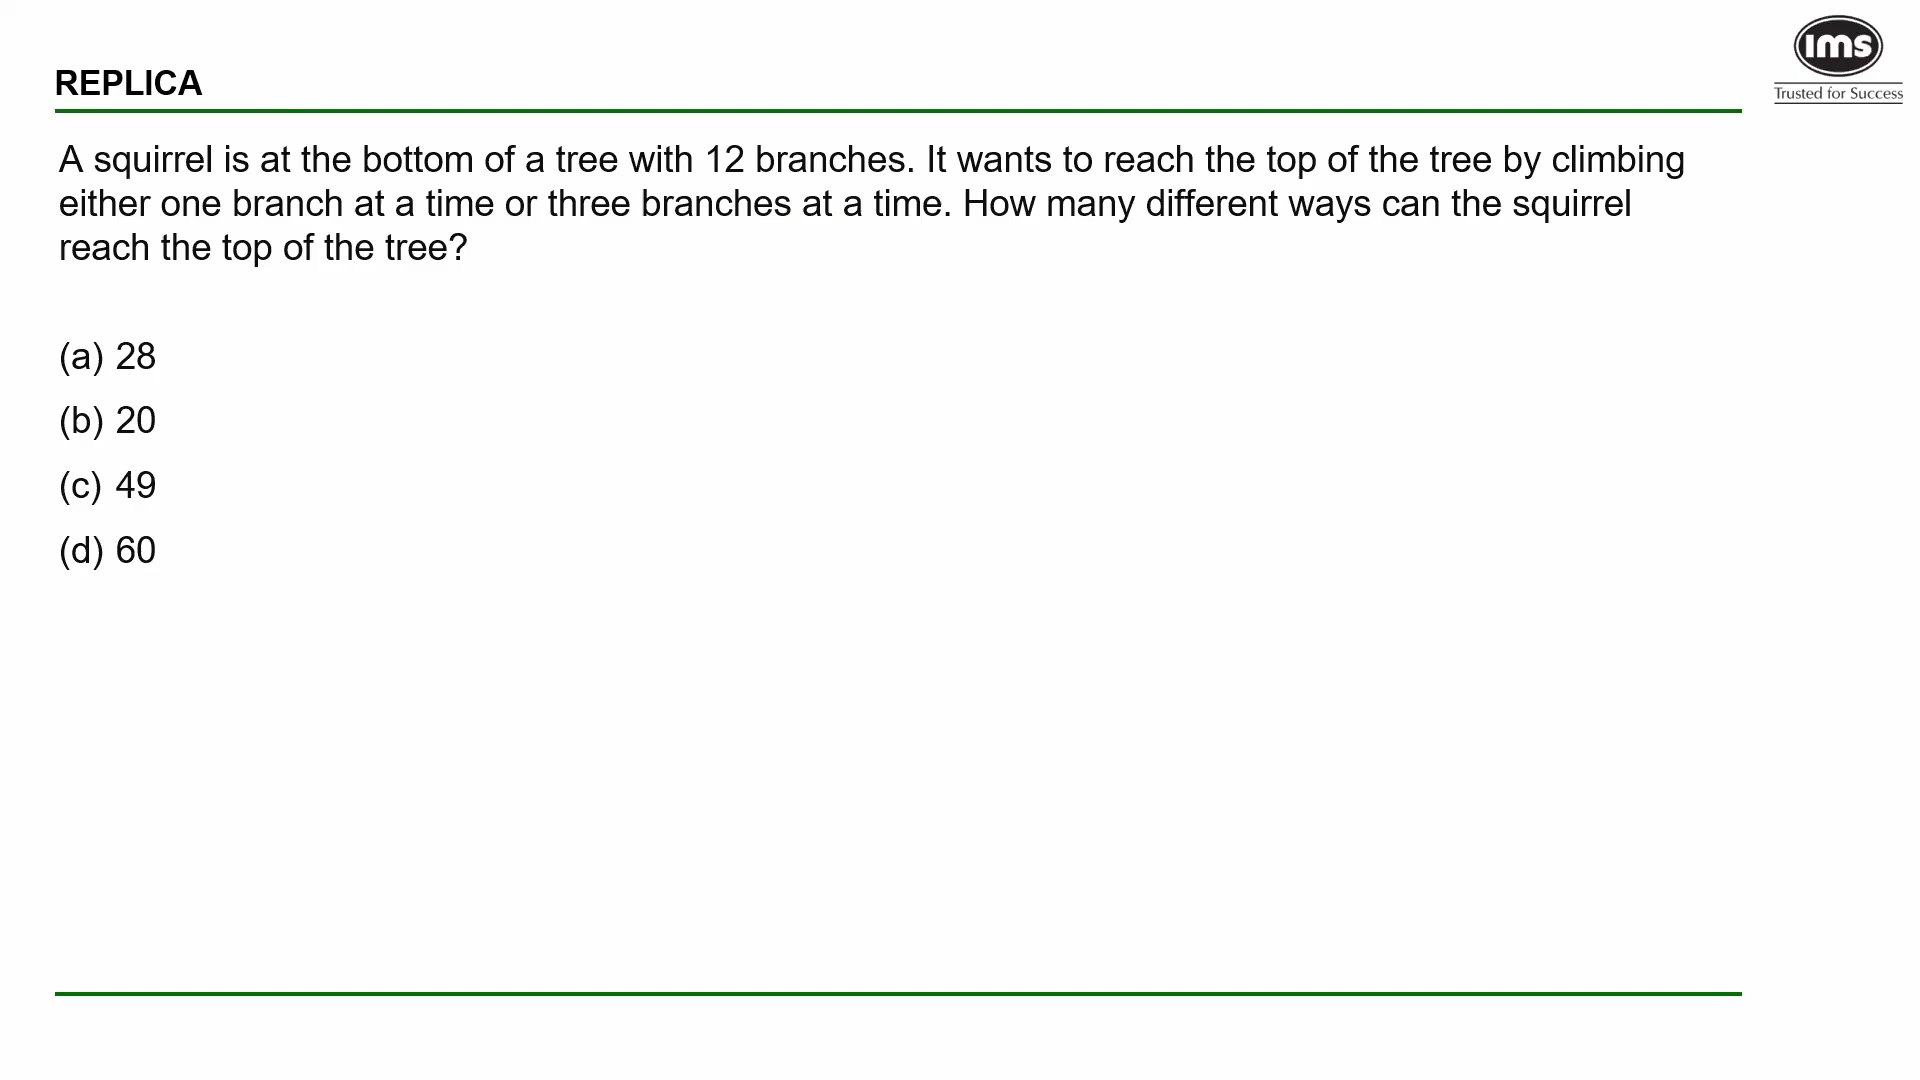 ims
Trusted for Success
REPLICA
A squirrel is at the bottom of a tree with 12 branches. It wants to reach the top of the tree by climbing
either one branch at a time or three branches at a time. How many different ways can the squirrel
reach the top of the tree?
(a) 28
(b) 20
(c) 49
(d) 60